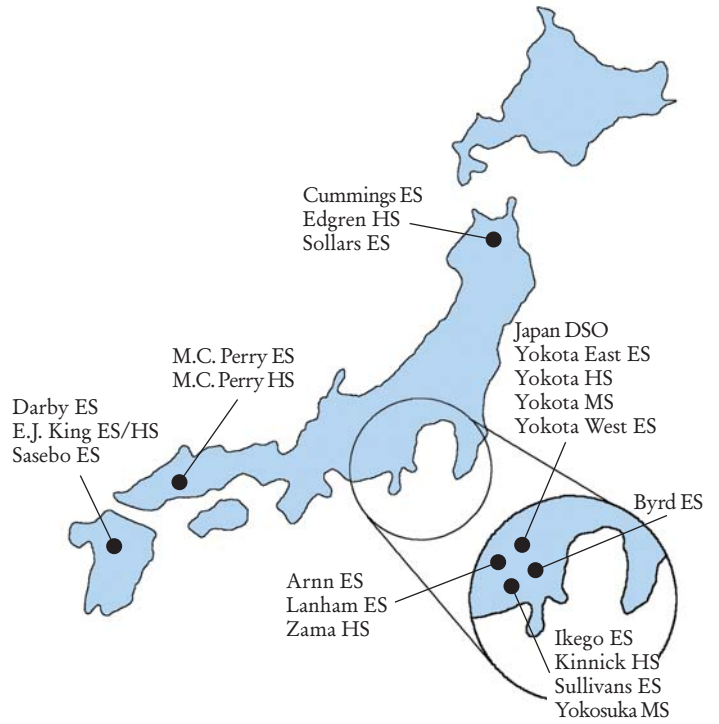 Cummings ES
Edgren HS
Sollars ES
Japan DSO
Yokota East ES
Yokota HS
Yokota MS
Yokota West ES
M.C. Perry ES
M.C. Perry HS
Darby ES
E.J. King ES/HS
Sasebo ES
Byrd ES
Arnn ES
Lanham ES
Zama HS
Ikego ES
Kinnick HS
Sullivans ES
Yokosuka MS